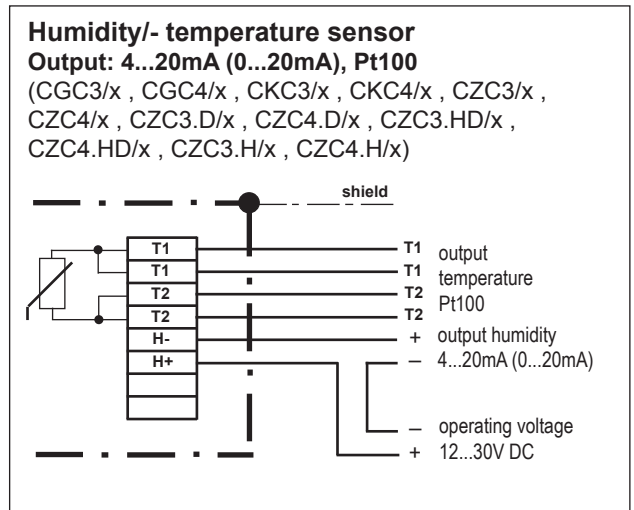 Humidity/- temperature sensor
Output: 4...20mA (0...20mA), Pt100
(CGC3/x , CGC4/x , CKC3/x , CKC4/x , CZC3/x ,
CZC4/x , CZC3.D/x , CZC4.D/x , CZC3.HD/x ,
CZC4.HD/x , CZC3.H/x , CZC4.H/x)
shield
T1 T1 output
T1 T1 temperature
T2 T2 Pt100
T2 T2
H- + output humidity
H+ – 4...20mA (0...20mA)
– operating voltage
+ 12...30V DC